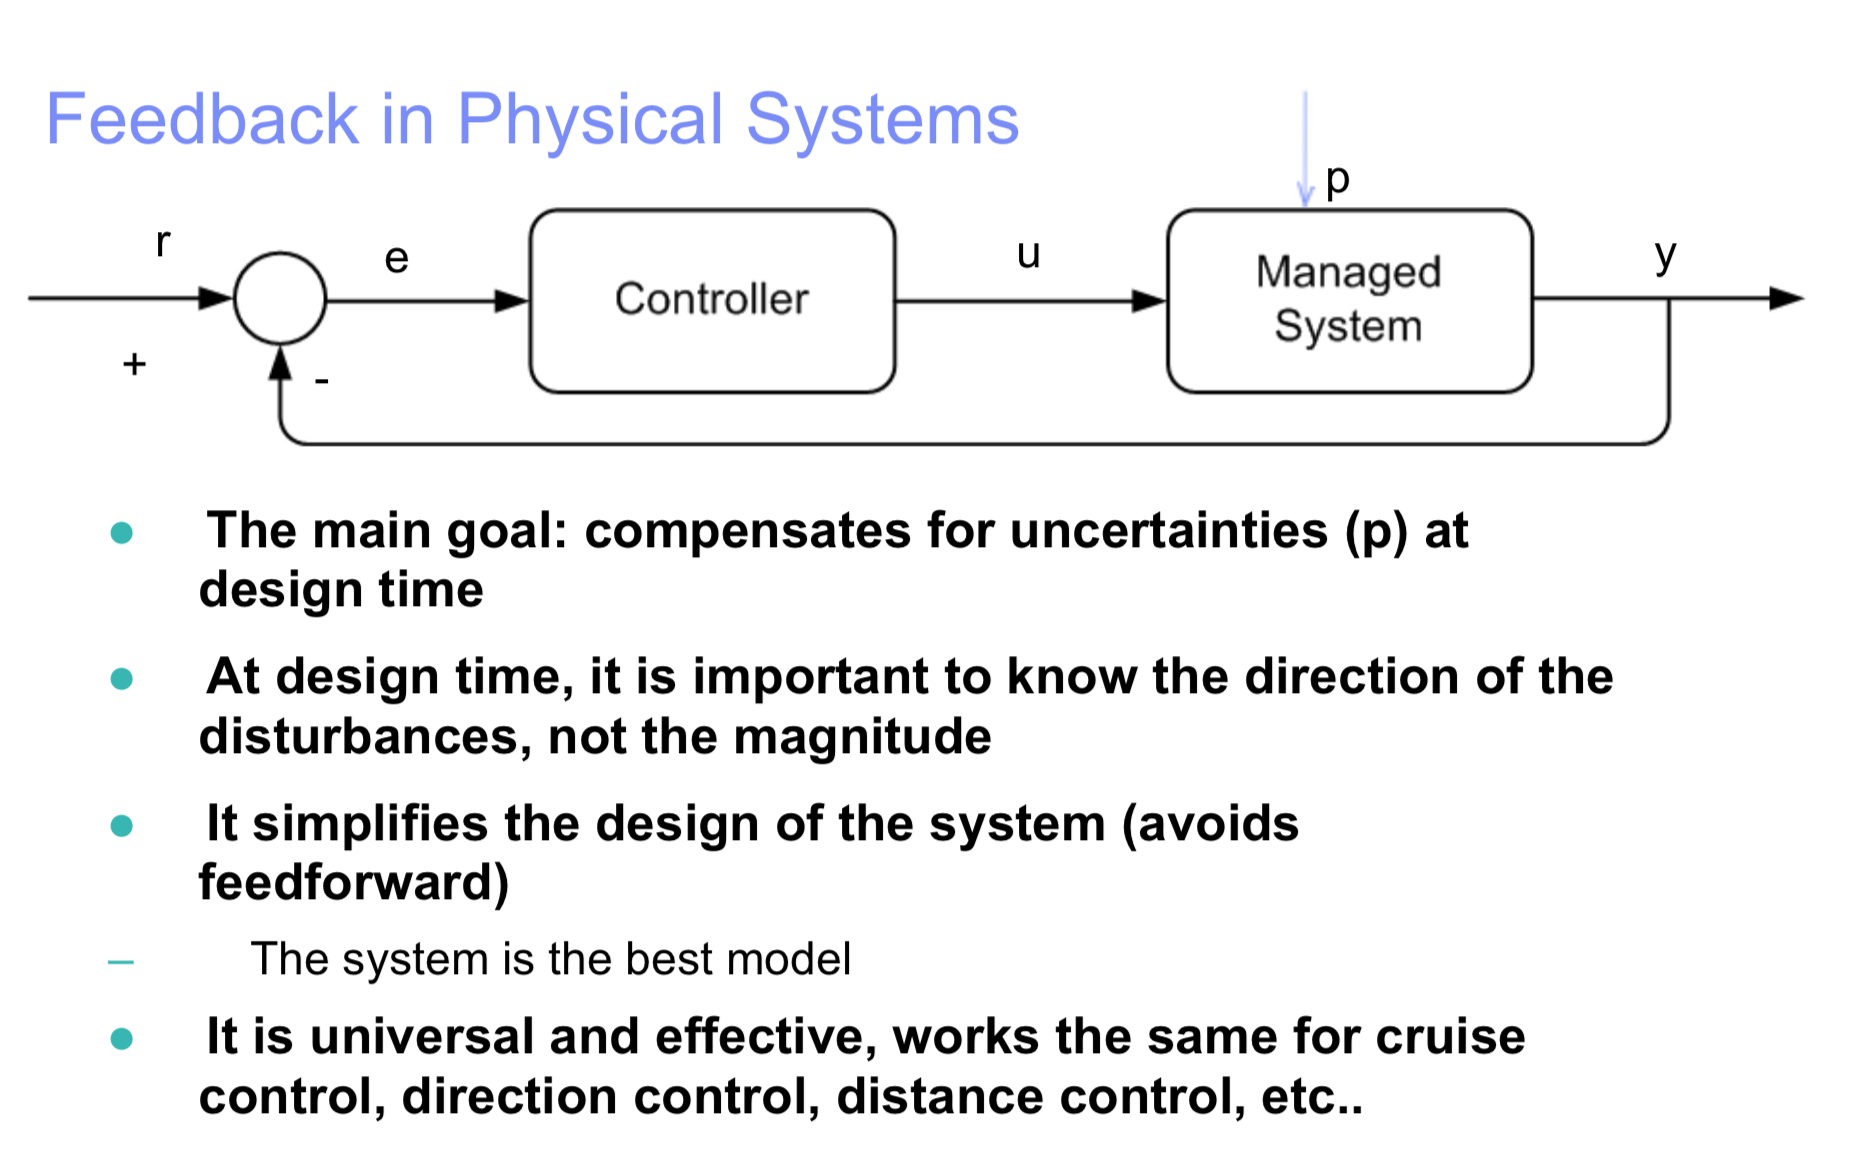 Feedback in Physical Systems
p
r
e
u
y
Controller
Managed
System
+
-
● The main goal: compensates for uncertainties (p) at
design time
● At design time, it is important to know the direction of the
disturbances, not the magnitude
● It simplifies the design of the system (avoids
feedforward)
– The system is the best model
● It is universal and effective, works the same for cruise
control, direction control, distance control, etc..